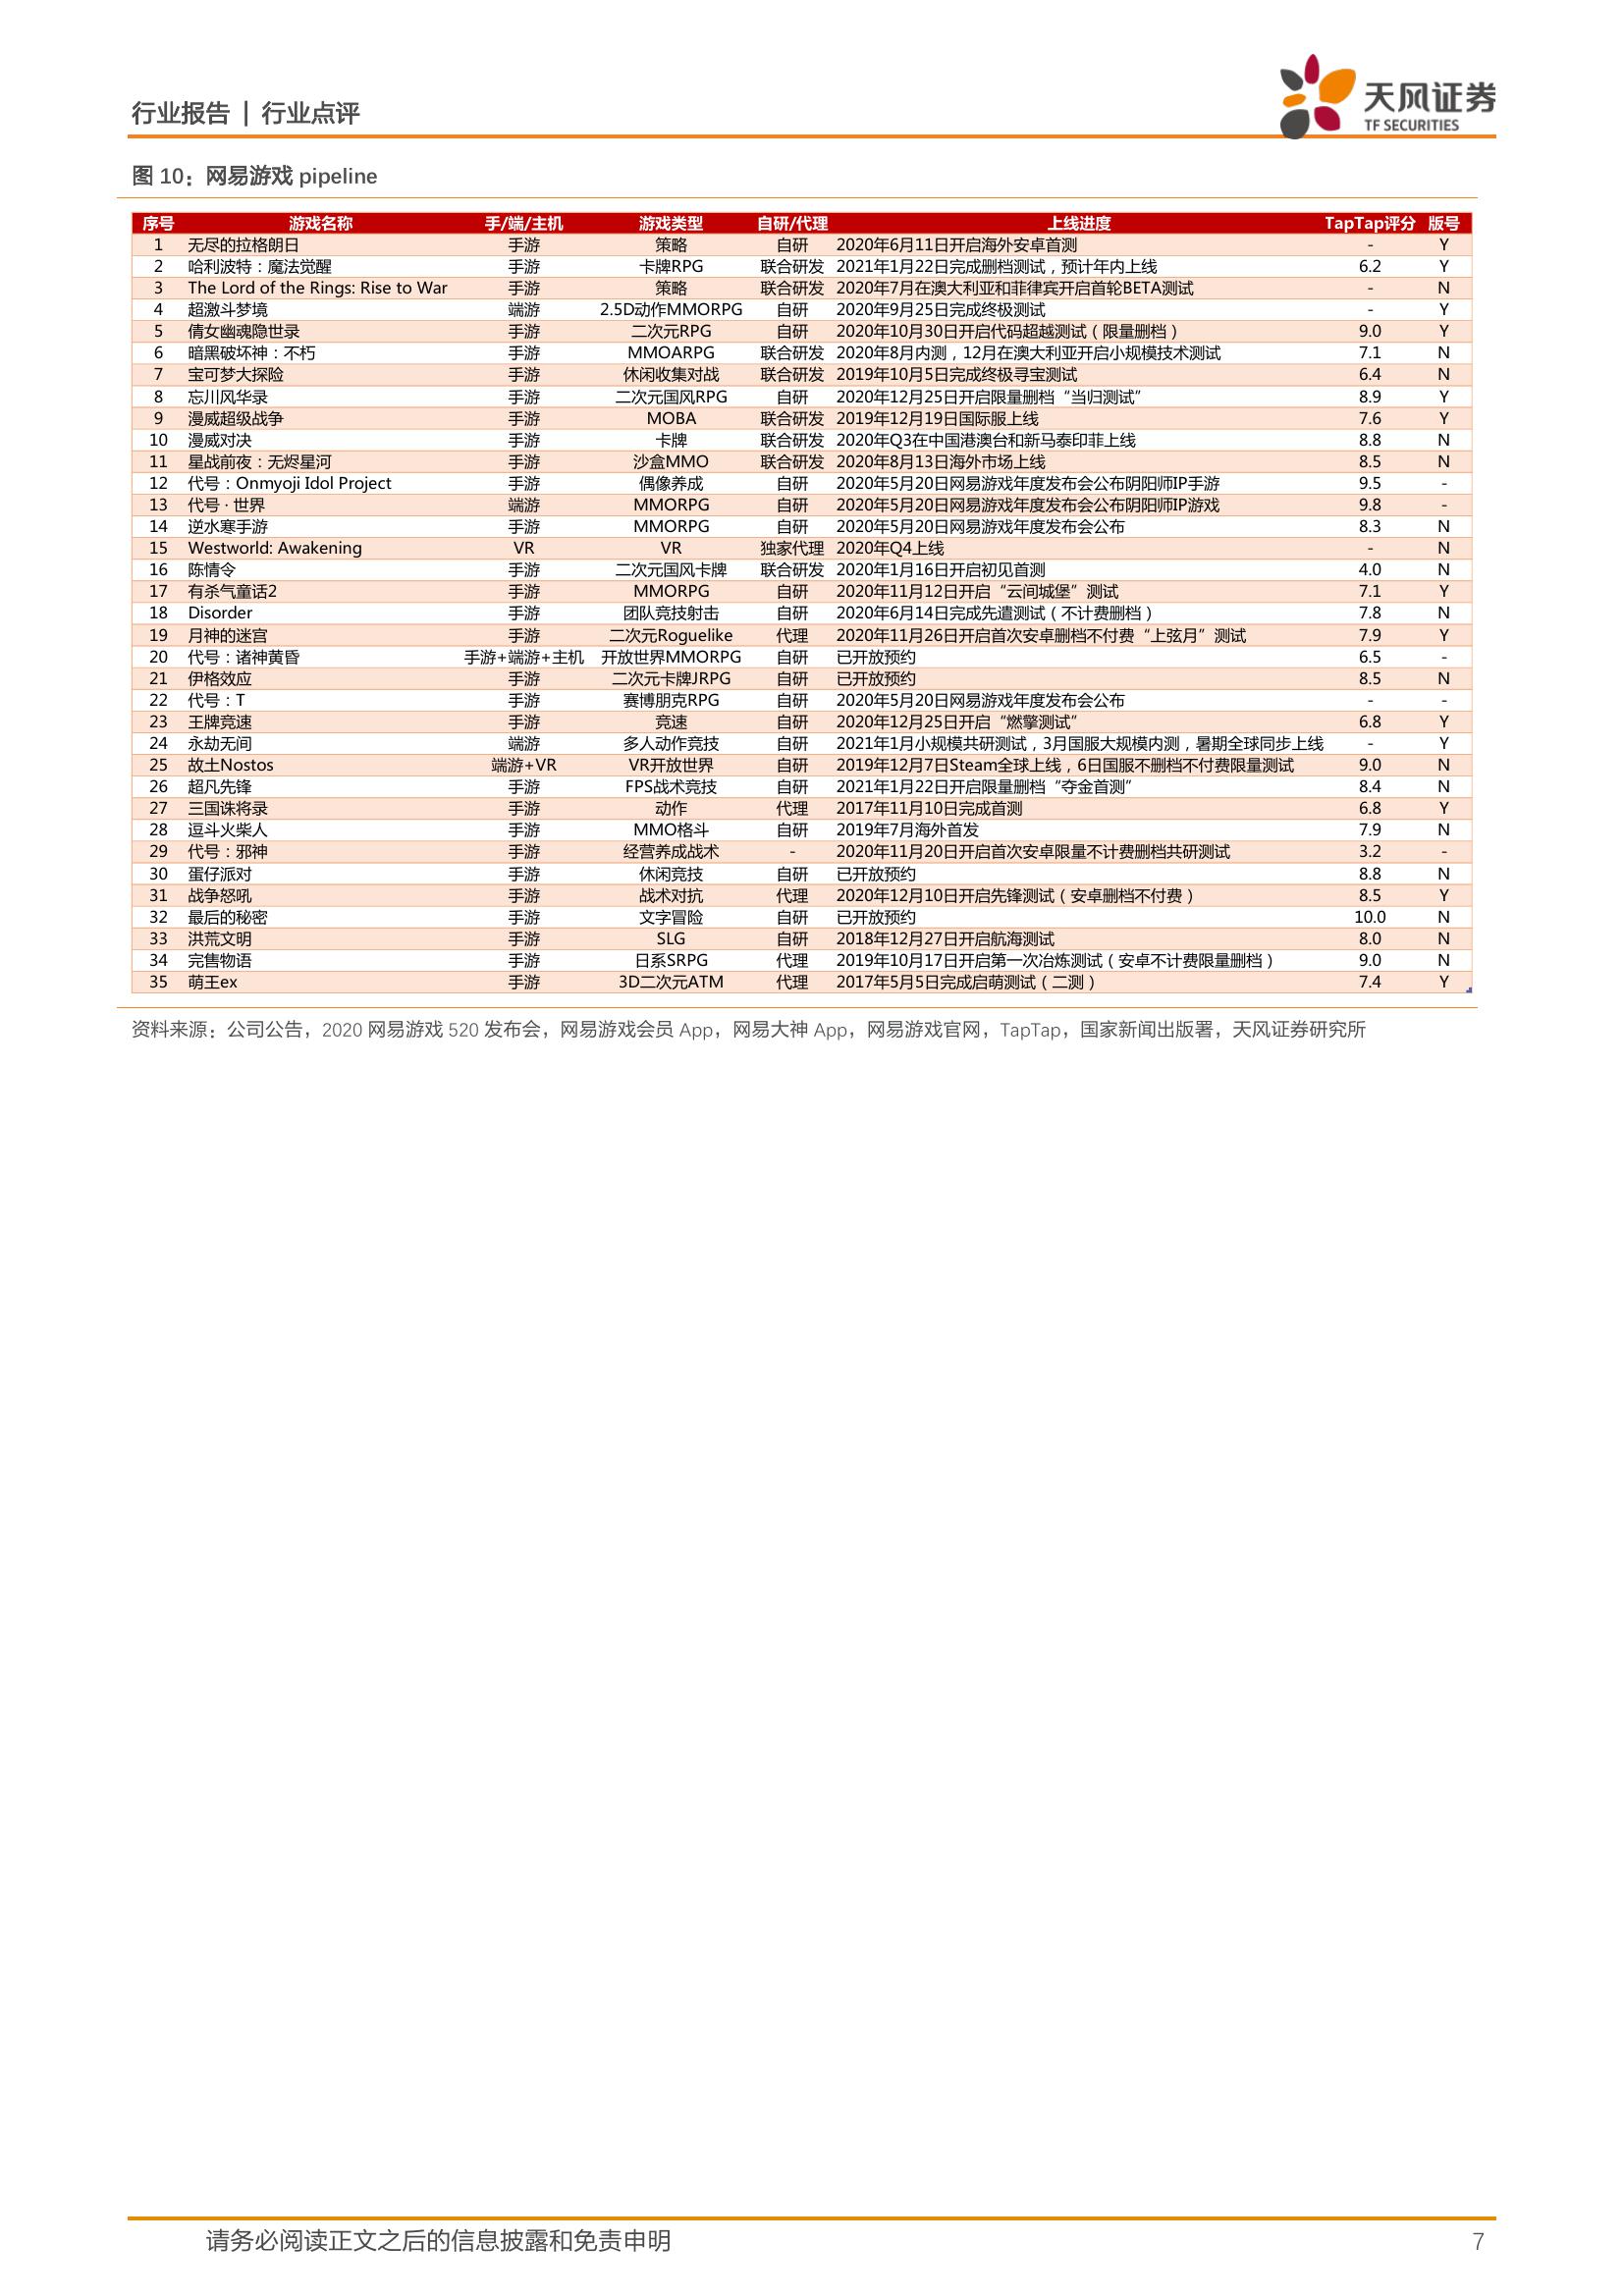 行业报告 | 行业点评
天风证券
TF SECURITIES
图 10：网易游戏 pipeline
序号 游戏名称 手/端/主机 游戏类型 自研/代理 上线进度 TapTap评分 版号
1 无尽的拉格朗日 手游 策略 自研 2020年6月11日开启海外安卓首测 - Y
2 哈利波特：魔法觉醒 手游 卡牌RPG 联合研发 2021年1月22日完成删档测试，预计年内上线 6.2 Y
3 The Lord of the Rings: Rise to War 手游 策略 联合研发 2020年7月在澳大利亚和菲律宾开启首轮BETA测试 - N
4 超激斗梦境 端游 2.5D动作MMORPG 自研 2020年9月25日完成终极测试 - Y
5 倩女幽魂隐世录 手游 二次元RPG 自研 2020年10月30日开启代码超越测试（限量删档） 9.0 Y
6 暗黑破坏神：不朽 手游 MMOARPG 联合研发 2020年8月内测，12月在澳大利亚开启小规模技术测试 7.1 N
7 宝可梦大探险 手游 休闲收集对战 联合研发 2019年10月5日完成终极寻宝测试 6.4 N
8 忘川风华录 手游 二次元国风RPG 自研 2020年12月25日开启限量删档“当归测试” 8.9 Y
9 漫威超级战争 手游 MOBA 联合研发 2019年12月19日国际服上线 7.6 Y
10 漫威对决 手游 卡牌 联合研发 2020年Q3在中国港澳台和新马泰印菲上线 8.8 N
11 星战前夜：无烬星河 手游 沙盒MMO 联合研发 2020年8月13日海外市场上线 8.5 N
12 代号：Onmyoji Idol Project 手游 偶像养成 自研 2020年5月20日网易游戏年度发布会公布阴阳师IP手游 9.5 -
13 代号 · 世界 端游 MMORPG 自研 2020年5月20日网易游戏年度发布会公布阴阳师IP游戏 9.8 -
14 逆水寒手游 手游 MMORPG 自研 2020年5月20日网易游戏年度发布会公布 8.3 N
15 Westworld: Awakening VR VR 独家代理 2020年Q4上线 - N
16 陈情令 手游 二次元国风卡牌 联合研发 2020年1月16日开启初见首测 4.0 N
17 有杀气童话2 手游 MMORPG 自研 2020年11月12日开启“云间城堡”测试 7.1 Y
18 Disorder 手游 团队竞技射击 自研 2020年6月14日完成先遣测试（不计费删档） 7.8 N
19 月神的迷宫 手游 二次元Roguelike 代理 2020年11月26日开启首次安卓删档不付费“上弦月”测试 7.9 Y
20 代号：诸神黄昏 手游+端游+主机 开放世界MMORPG 自研 已开放预约 6.5 -
21 伊格效应 手游 二次元卡牌JRPG 自研 已开放预约 8.5 N
22 代号：T 手游 赛博朋克RPG 自研 2020年5月20日网易游戏年度发布会公布 - -
23 王牌竞速 手游 竞速 自研 2020年12月25日开启“燃擎测试” 6.8 Y
24 永劫无间 端游 多人动作竞技 自研 2021年1月小规模共研测试，3月国服大规模内测，暑期全球同步上线 - Y
25 故土Nostos 端游+VR VR开放世界 自研 2019年12月7日Steam全球上线，6日国服不删档不付费限量测试 9.0 N
26 超凡先锋 手游 FPS战术竞技 自研 2021年1月22日开启限量删档“夺金首测” 8.4 N
27 三国诛将录 手游 动作 代理 2017年11月10日完成首测 6.8 Y
28 逗斗火柴人 手游 MMO格斗 自研 2019年7月海外首发 7.9 N
29 代号：邪神 手游 经营养成战术 - 2020年11月20日开启首次安卓限量不计费删档共研测试 3.2 -
30 蛋仔派对 手游 休闲竞技 自研 已开放预约 8.8 N
31 战争怒吼 手游 战术对抗 代理 2020年12月10日开启先锋测试（安卓删档不付费） 8.5 Y
32 最后的秘密 手游 文字冒险 自研 已开放预约 10.0 N
33 洪荒文明 手游 SLG 自研 2018年12月27日开启航海测试 8.0 N
34 完售物语 手游 日系SRPG 代理 2019年10月17日开启第一次冶炼测试（安卓不计费限量删档） 9.0 N
35 萌王ex 手游 3D二次元ATM 代理 2017年5月5日完成启萌测试（二测） 7.4 Y
资料来源：公司公告，2020 网易游戏 520 发布会，网易游戏会员 App，网易大神 App，网易游戏官网，TapTap，国家新闻出版署，天风证券研究所
请务必阅读正文之后的信息披露和免责申明 7